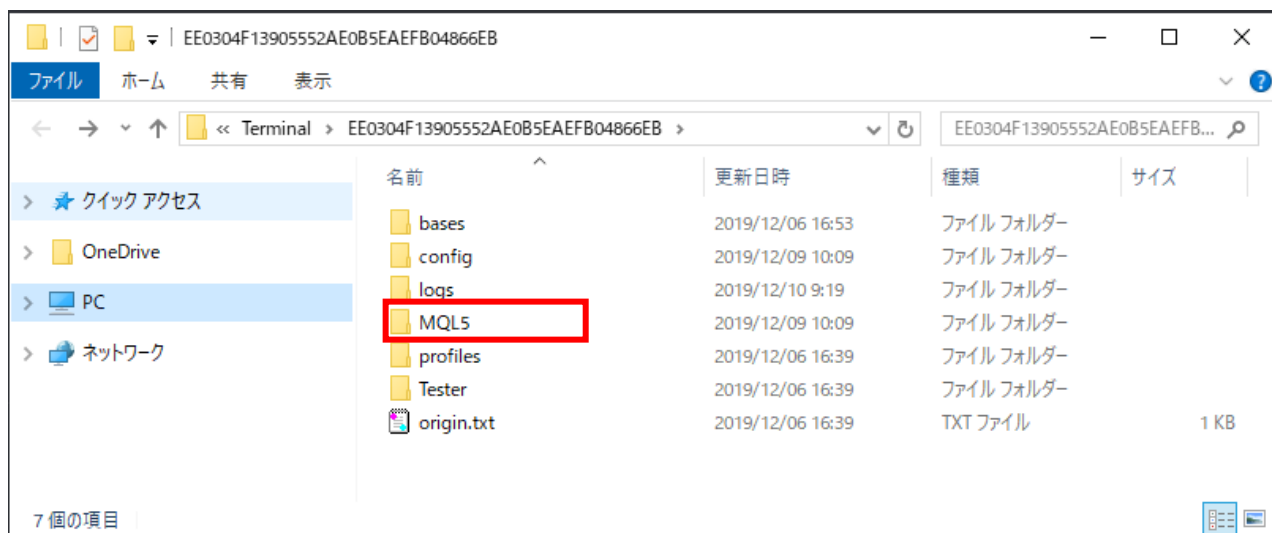 EE0304F13905552AE0B5EAEFB04866EB
ファイル ホーム 共有 表示
« Terminal › EE0304F13905552AE0B5EAEFB04866EB › EE0304F13905552AE0B5EAEFB...
名前 更新日時 種類 サイズ
クイック アクセス
OneDrive
PC
ネットワーク
bases 2019/12/06 16:53 ファイル フォルダー
config 2019/12/09 10:09 ファイル フォルダー
logs 2019/12/10 9:19 ファイル フォルダー
MQL5 2019/12/09 10:09 ファイル フォルダー
profiles 2019/12/06 16:39 ファイル フォルダー
Tester 2019/12/06 16:39 ファイル フォルダー
origin.txt 2019/12/06 16:39 TXT ファイル 1 KB
7 個の項目